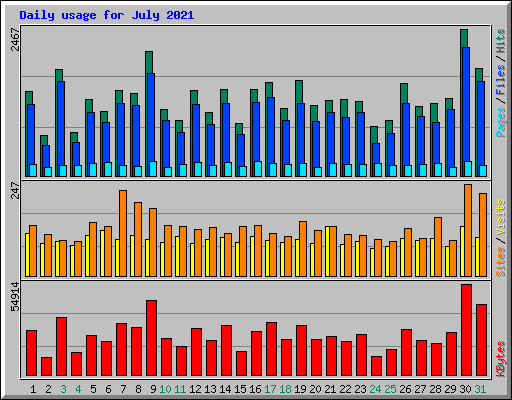 Daily usage for July 2021
2467
Pages / Files / Hits
247
Sites / Visits
54914
KBytes
1 2 3 4 5 6 7 8 9 10 11 12 13 14 15 16 17 18 19 20 21 22 23 24 25 26 27 28 29 30 31